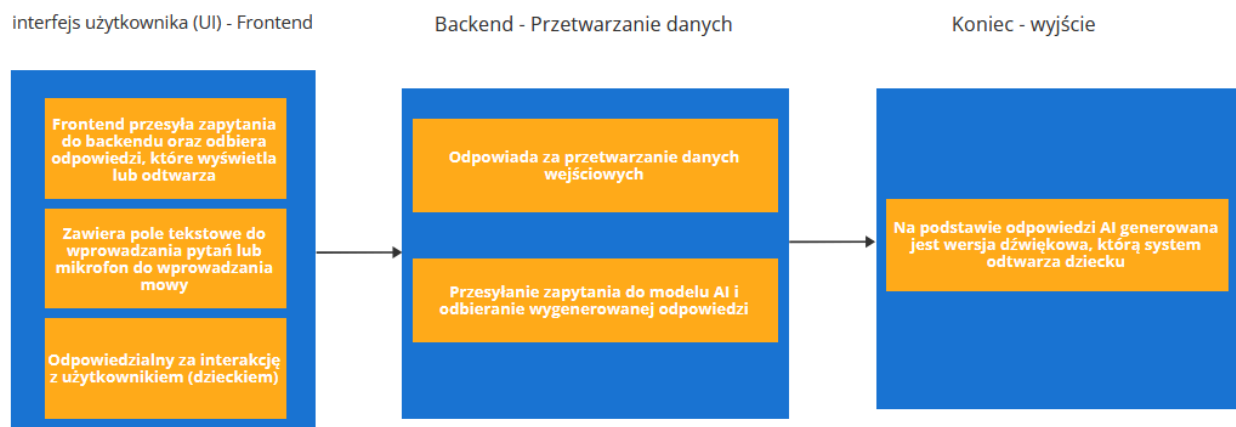 interfejs użytkownika (UI) - Frontend
Backend - Przetwarzanie danych
Koniec - wyjście
Frontend przesyła zapytania
do backendu oraz odbiera
odpowiedzi, które wyświetla
lub odtwarza
Zawiera pole tekstowe do
wprowadzania pytań lub
mikrofon do wprowadzania
mowy
Odpowiedzialny za interakcję
z użytkownikiem (dzieckiem)
Odpowiada za przetwarzanie danych
wejściowych
Przesyłanie zapytania do modelu AI i
odbieranie wygenerowanej odpowiedzi
Na podstawie odpowiedzi AI generowana
jest wersja dźwiękowa, którą system
odtwarza dziecku